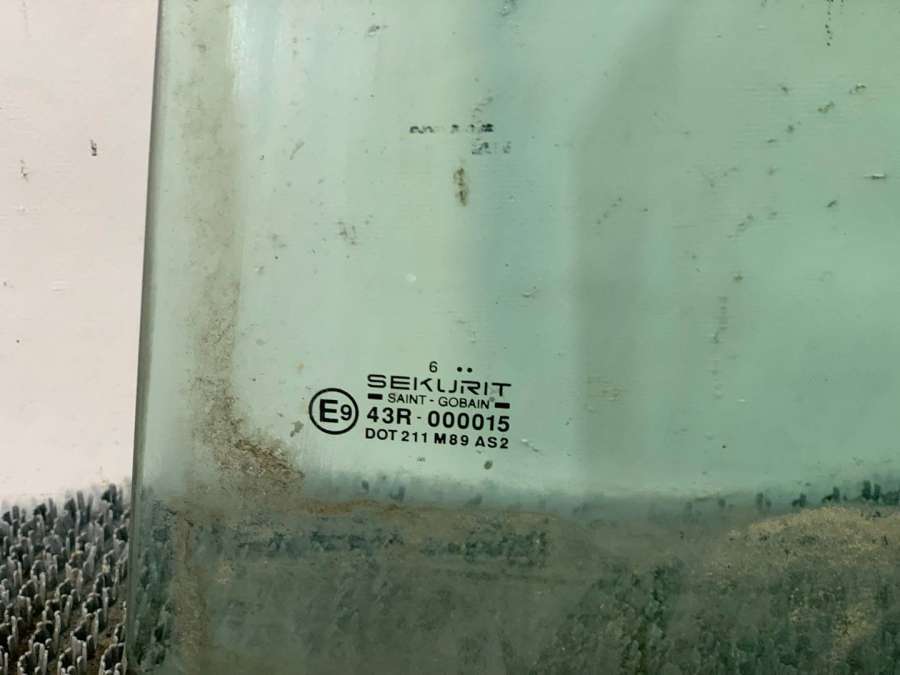 6 ..
SEKURIT
SAINT - GOBAIN
E9 43R - 000015
DOT 211 M89 AS2